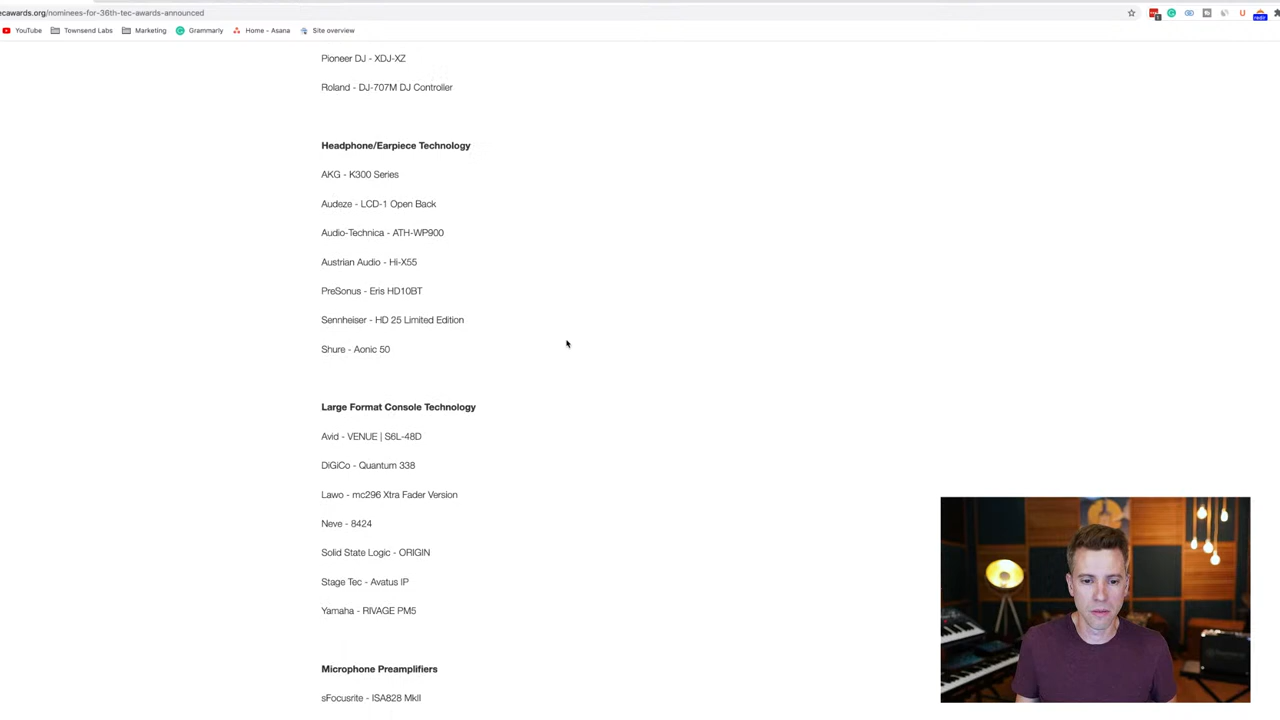 ecawards.org/nominees-for-36th-tec-awards-announced
YouTube
Townsend Labs
Marketing
Grammarly
Home - Asana
Site overview
Pioneer DJ - XDJ-XZ
Roland - DJ-707M DJ Controller
Headphone/Earpiece Technology
AKG - K300 Series
Audeze - LCD-1 Open Back
Audio-Technica - ATH-WP900
Austrian Audio - Hi-X55
PreSonus - Eris HD10BT
Sennheiser - HD 25 Limited Edition
Shure - Aonic 50
Large Format Console Technology
Avid - VENUE | S6L-48D
DiGiCo - Quantum 338
Lawo - mc296 Xtra Fader Version
Neve - 8424
Solid State Logic - ORIGIN
Stage Tec - Avatus IP
Yamaha - RIVAGE PM5
Microphone Preamplifiers
sFocusrite - ISA828 MkII